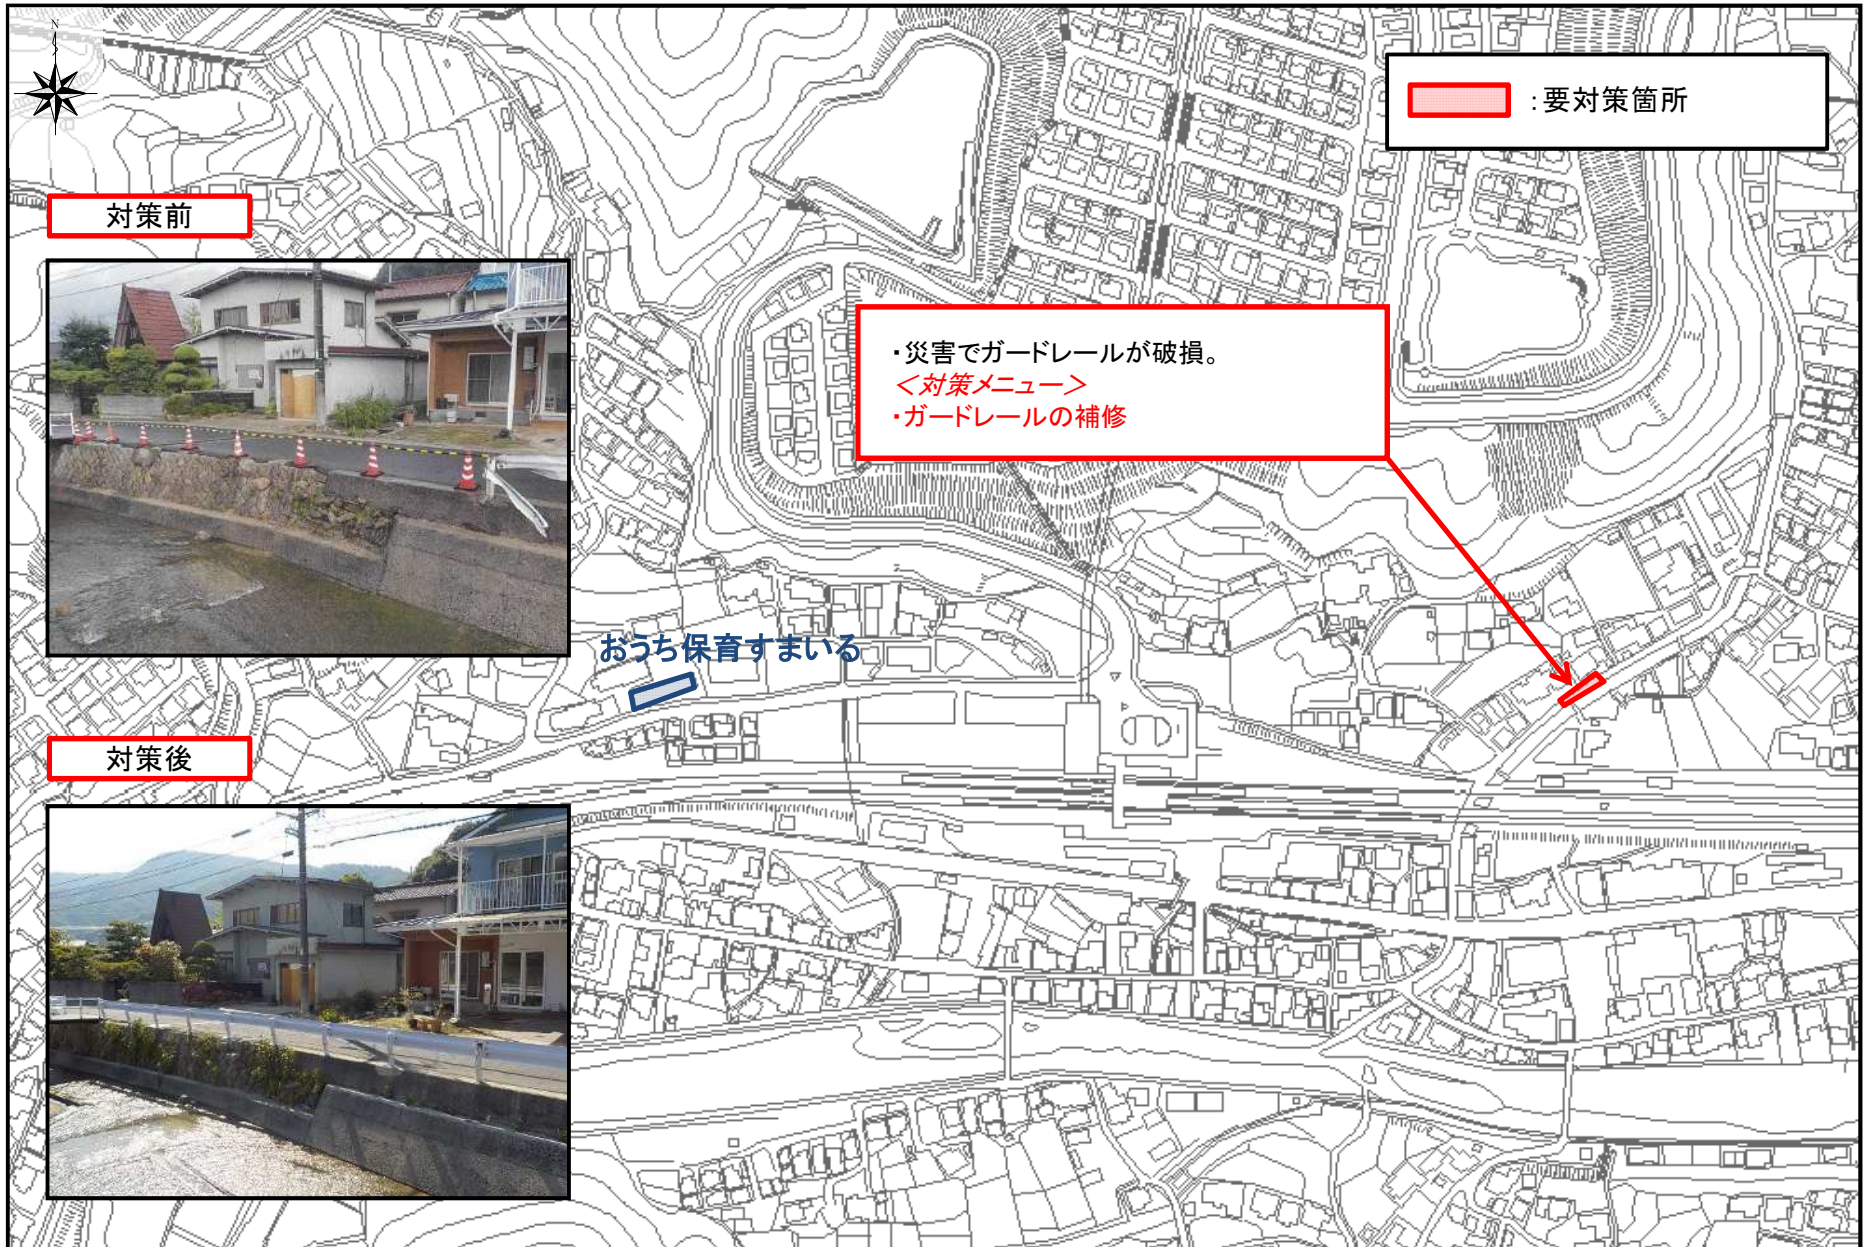 N
：要対策箇所
対策前
・災害でガードレールが破損。
＜対策メニュー＞
・ガードレールの補修
おうち保育すまいる
対策後